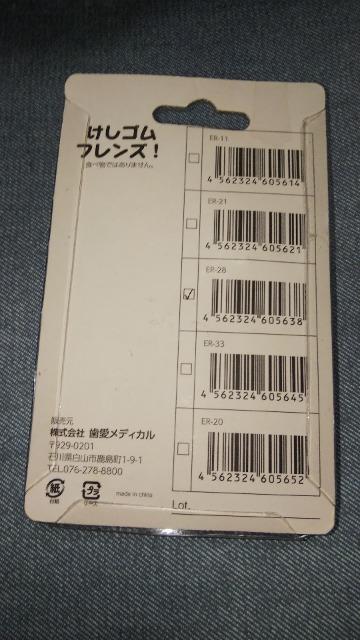 けしゴム
フレンズ！
食べ物ではありません。
ER-11
4 562324 605614
ER-21
4 562324 605621
ER-28
4 562324 605638
ER-33
4 562324 605645
ER-20
4 562324 605652
販売元
株式会社 歯愛メディカル
〒929-0201
石川県白山市鹿島町1-9-1
TEL076-278-8800
紙
プラ
made in china
Lot.